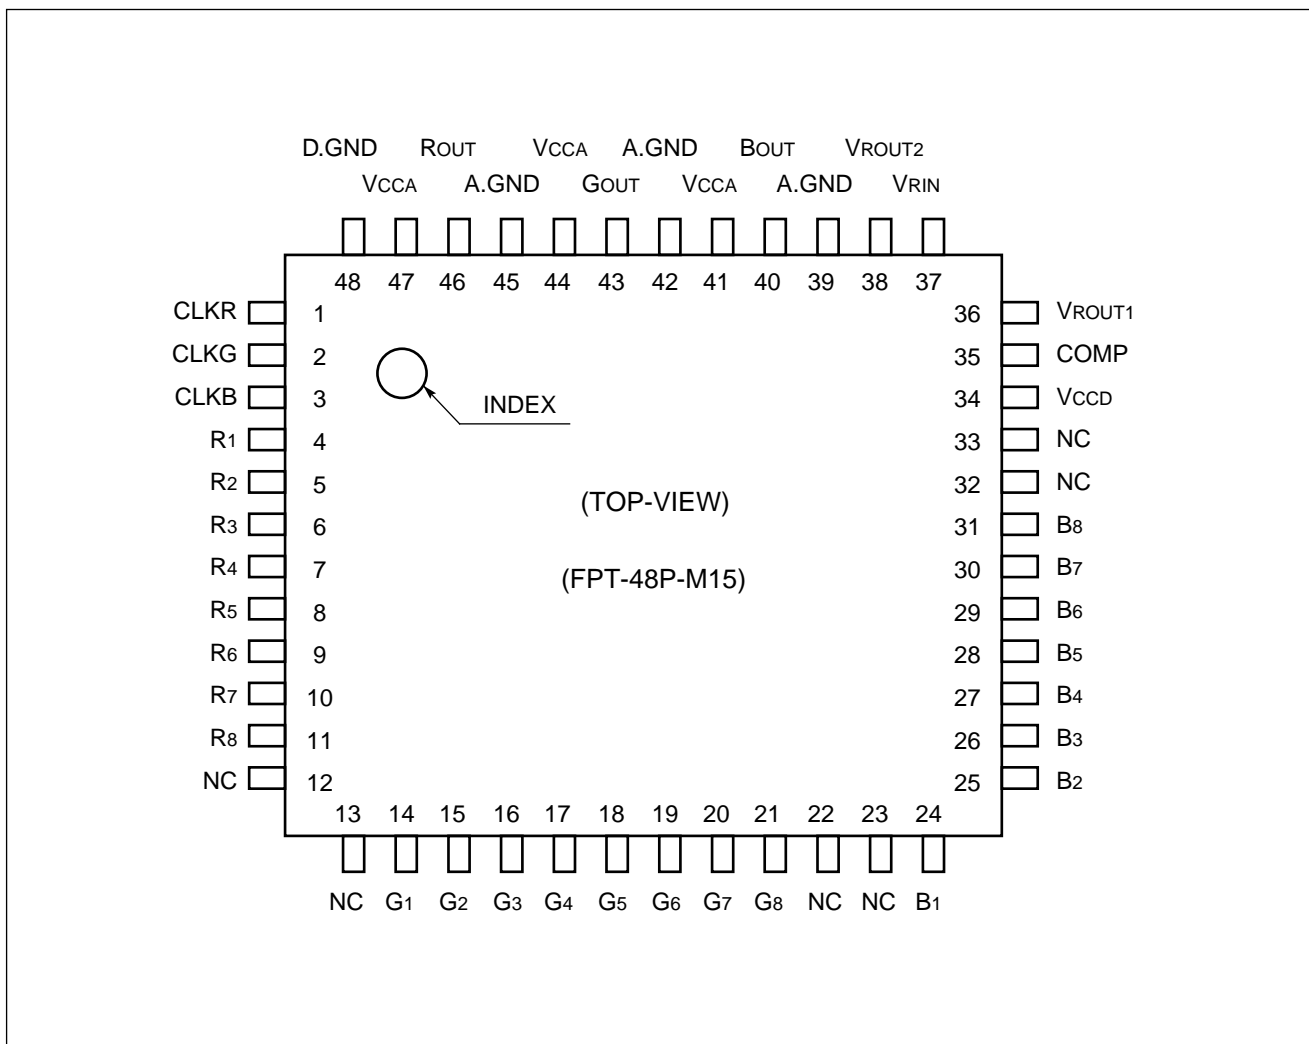 D.GND ROUT VCCA A.GND BOUT VROUT2
VCCA A.GND GOUT VCCA A.GND VRIN
48 47 46 45 44 43 42 41 40 39 38 37
CLKR 1 36 VROUT1
CLKG 2 35 COMP
CLKB 3 INDEX 34 VCCD
R1 4 33 NC
R2 5 32 NC
(TOP-VIEW)
R3 6 31 B8
R4 7 30 B7
(FPT-48P-M15)
R5 8 29 B6
R6 9 28 B5
R7 10 27 B4
R8 11 26 B3
NC 12 25 B2
13 14 15 16 17 18 19 20 21 22 23 24
NC G1 G2 G3 G4 G5 G6 G7 G8 NC NC B1